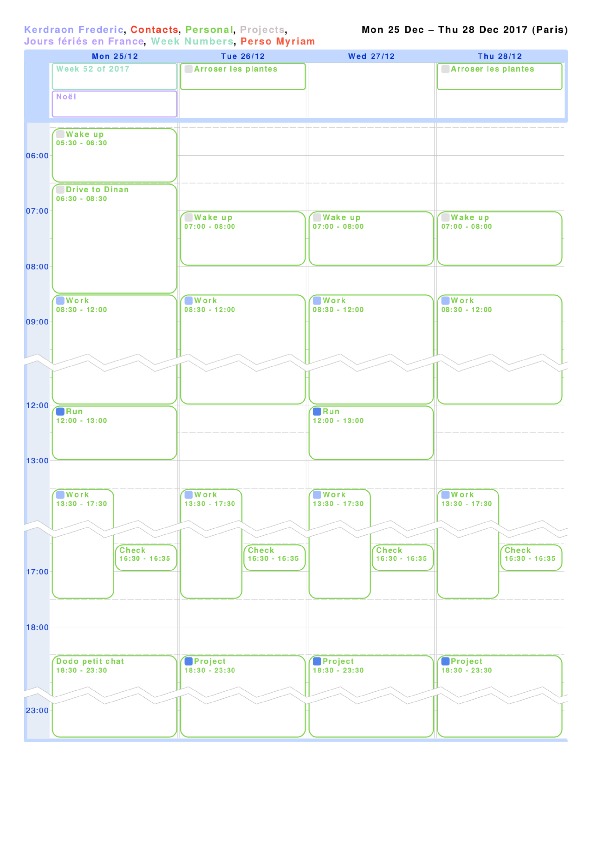 Kerdraon Frederic, Contacts, Personal, Projects,
Jours fériés en France, Week Numbers, Perso Myriam
Mon 25 Dec – Thu 28 Dec 2017 (Paris)
Mon 25/12 Tue 26/12 Wed 27/12 Thu 28/12
Week 52 of 2017 Arroser les plantes Arroser les plantes
Noël
Wake up
05:30 - 06:30
06:00
Drive to Dinan
06:30 - 08:30
07:00
Wake up Wake up Wake up
07:00 - 08:00 07:00 - 08:00 07:00 - 08:00
08:00
Work Work Work Work
08:30 - 12:00 08:30 - 12:00 08:30 - 12:00 08:30 - 12:00
09:00
12:00
Run Run
12:00 - 13:00 12:00 - 13:00
13:00
Work Work Work Work
13:30 - 17:30 13:30 - 17:30 13:30 - 17:30 13:30 - 17:30
Check Check Check Check
16:30 - 16:35 16:30 - 16:35 16:30 - 16:35 16:30 - 16:35
17:00
18:00
Dodo petit chat Project Project Project
18:30 - 23:30 18:30 - 23:30 18:30 - 23:30 18:30 - 23:30
23:00